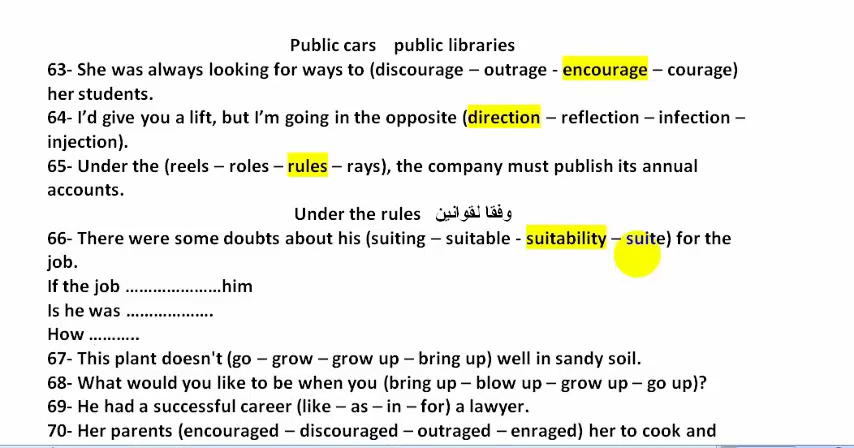 Public cars public libraries
63- She was always looking for ways to (discourage – outrage - encourage – courage)
her students.
64- I’d give you a lift, but I’m going in the opposite (direction – reflection – infection –
injection).
65- Under the (reels – roles – rules – rays), the company must publish its annual
accounts.
Under the rules وفقا لقوانين
66- There were some doubts about his (suiting – suitable - suitability – suite) for the
job.
If the job .......................him
Is he was .....................
How ...........
67- This plant doesn't (go – grow – grow up – bring up) well in sandy soil.
68- What would you like to be when you (bring up – blow up – grow up – go up)?
69- He had a successful career (like – as – in – for) a lawyer.
70- Her parents (encouraged – discouraged – outraged – enraged) her to cook and